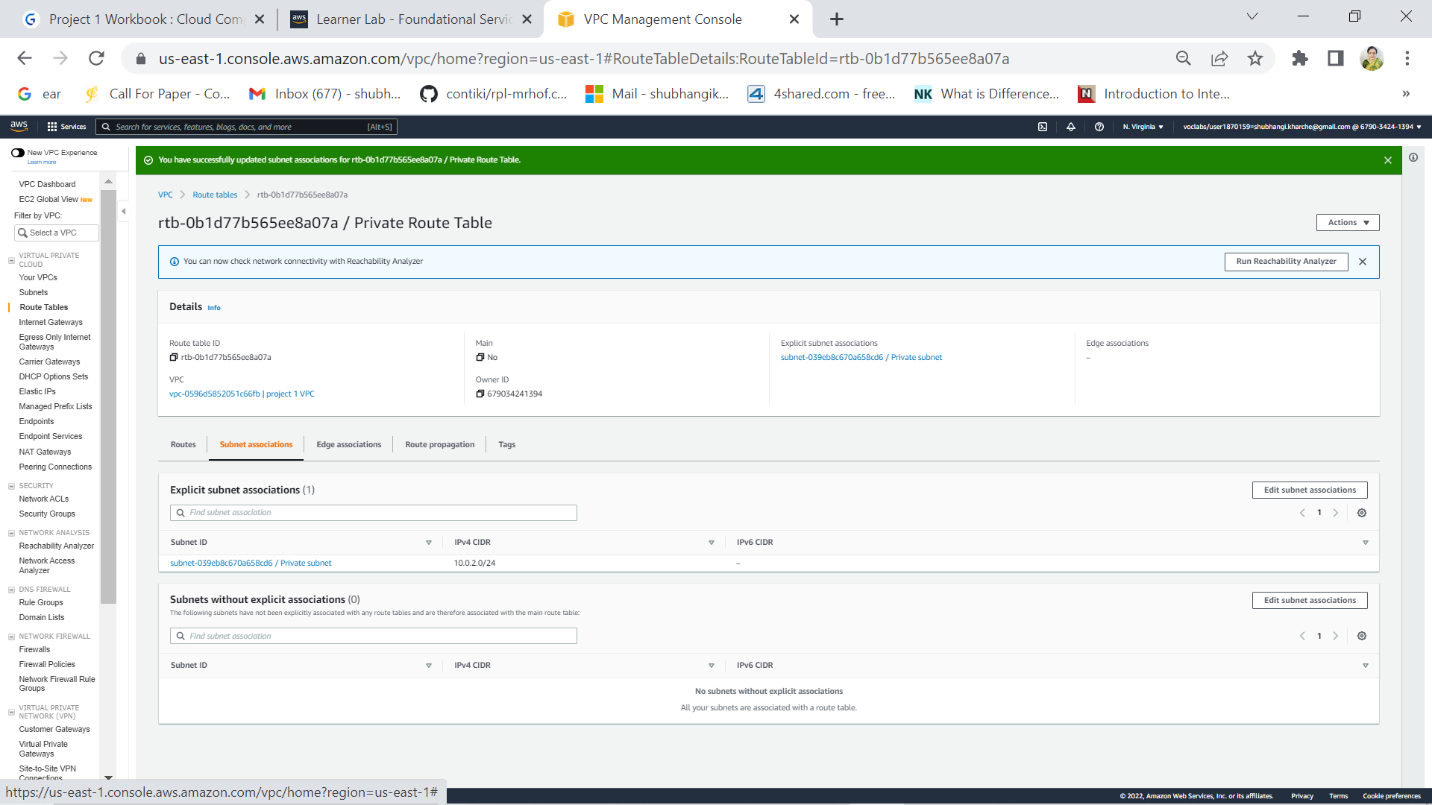 Project 1 Workbook : Cloud Com
Learner Lab - Foundational Servic
VPC Management Console
us-east-1.console.aws.amazon.com/vpc/home?region=us-east-1#RouteTableDetails:RouteTableId=rtb-0b1d77b565ee8a07a
ear
Call For Paper - Co...
Inbox (677) - shubh...
contiki/rpl-mrhof.c...
Mail - shubhangik...
4shared.com - free...
NK What is Difference...
Introduction to Inte...
»
aws
Services
Search for services, features, blogs, docs, and more [Alt+S]
N. Virginia
voclabs/user1870159=shubhangi.kharche@gmail.com @ 6790-3424-1394
New VPC Experience
Learn more
VPC Dashboard
EC2 Global View New
Filter by VPC:
Select a VPC
VIRTUAL PRIVATE
CLOUD
Your VPCs
Subnets
Route Tables
Internet Gateways
Egress Only Internet
Gateways
Carrier Gateways
DHCP Options Sets
Elastic IPs
Managed Prefix Lists
Endpoints
Endpoint Services
NAT Gateways
Peering Connections
SECURITY
Network ACLs
Security Groups
NETWORK ANALYSIS
Reachability Analyzer
Network Access
Analyzer
DNS FIREWALL
Rule Groups
Domain Lists
NETWORK FIREWALL
Firewalls
Firewall Policies
Network Firewall Rule
Groups
VIRTUAL PRIVATE
NETWORK (VPN)
Customer Gateways
Virtual Private
Gateways
Site-to-Site VPN
Connections
You have successfully updated subnet associations for rtb-0b1d77b565ee8a07a / Private Route Table.
VPC > Route tables > rtb-0b1d77b565ee8a07a
rtb-0b1d77b565ee8a07a / Private Route Table
Actions
You can now check network connectivity with Reachability Analyzer
Run Reachability Analyzer
Details Info
Route table ID
rtb-0b1d77b565ee8a07a
VPC
vpc-0596d5852051c66fb | project 1 VPC
Main
No
Owner ID
679034241394
Explicit subnet associations
subnet-039eb8c670a658cd6 / Private subnet
Edge associations
–
Routes
Subnet associations
Edge associations
Route propagation
Tags
Explicit subnet associations (1)
Edit subnet associations
Find subnet association
1
Subnet ID
IPv4 CIDR
IPv6 CIDR
subnet-039eb8c670a658cd6 / Private subnet
10.0.2.0/24
–
Subnets without explicit associations (0)
The following subnets have not been explicitly associated with any route tables and are therefore associated with the main route table:
Edit subnet associations
Find subnet association
1
Subnet ID
IPv4 CIDR
IPv6 CIDR
No subnets without explicit associations
All your subnets are associated with a route table.
https://us-east-1.console.aws.amazon.com/vpc/home?region=us-east-1#
© 2022, Amazon Web Services, Inc. or its affiliates.
Privacy
Terms
Cookie preferences